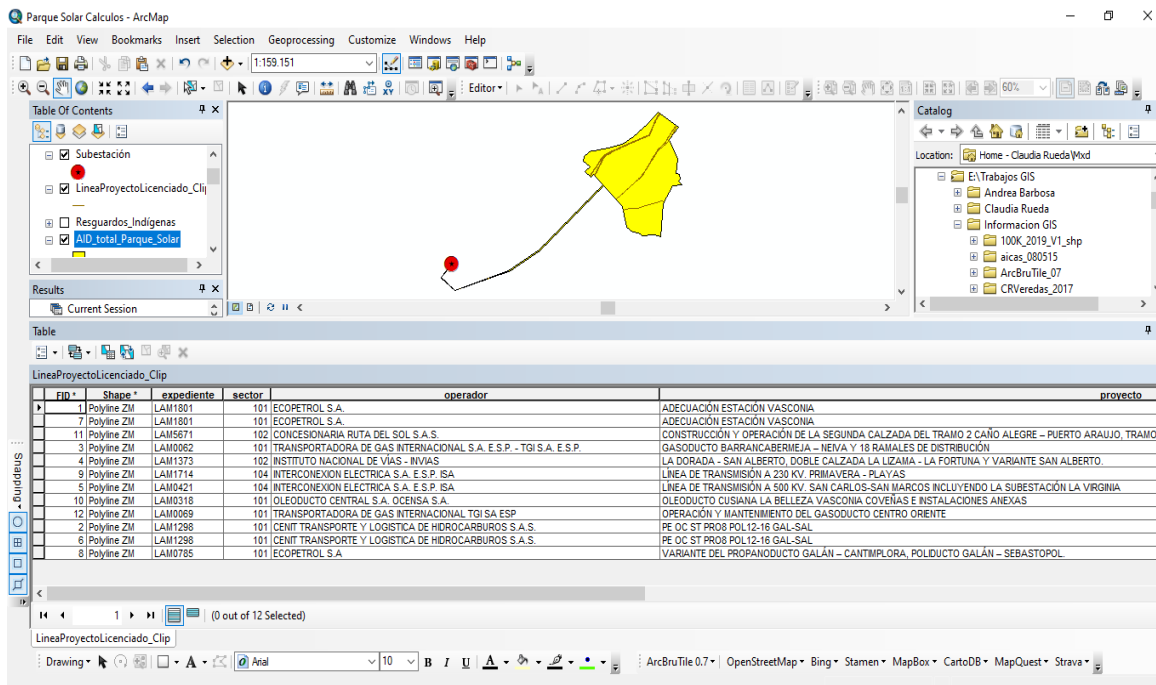 Parque Solar Calculos - ArcMap
File Edit View Bookmarks Insert Selection Geoprocessing Customize Windows Help
1:159.151
Editor 60%
Table Of Contents
Subestación
LineaProyectoLicenciado_Cli
Resguardos_Indígenas
AID_total_Parque_Solar
Results
Current Session
Catalog
Location: Home - Claudia Rueda\Mxd
E:\Trabajos GIS
Andrea Barbosa
Claudia Rueda
Informacion GIS
100K_2019_V1_shp
aicas_080515
ArcBruTile_07
CRVeredas_2017
Table
LineaProyectoLicenciado_Clip
FID * Shape * expediente sector operador proyecto
1 Polyline ZM LAM1801 101 ECOPETROL S.A. ADECUACIÓN ESTACIÓN VASCONIA
7 Polyline ZM LAM1801 101 ECOPETROL S.A. ADECUACIÓN ESTACIÓN VASCONIA
11 Polyline ZM LAM5671 102 CONCESIONARIA RUTA DEL SOL S.A.S. CONSTRUCCIÓN Y OPERACIÓN DE LA SEGUNDA CALZADA DEL TRAMO 2 CAÑO ALEGRE – PUERTO ARAUJO, TRAMO
3 Polyline ZM LAM0062 101 TRANSPORTADORA DE GAS INTERNACIONAL S.A. E.S.P. - TGI S.A. E.S.P. GASODUCTO BARRANCABERMEJA – NEIVA Y 18 RAMALES DE DISTRIBUCIÓN
4 Polyline ZM LAM1373 102 INSTITUTO NACIONAL DE VÍAS - INVIAS LA DORADA - SAN ALBERTO, DOBLE CALZADA LA LIZAMA - LA FORTUNA Y VARIANTE SAN ALBERTO.
9 Polyline ZM LAM1714 104 INTERCONEXION ELECTRICA S.A. E.S.P. ISA LÍNEA DE TRANSMISIÓN A 230 KV. PRIMAVERA - PLAYAS
5 Polyline ZM LAM0421 104 INTERCONEXION ELECTRICA S.A. E.S.P. ISA LÍNEA DE TRANSMISIÓN A 500 KV. SAN CARLOS-SAN MARCOS INCLUYENDO LA SUBESTACIÓN LA VIRGINIA
10 Polyline ZM LAM0318 101 OLEODUCTO CENTRAL S.A. OCENSA S.A. OLEODUCTO CUSIANA LA BELLEZA VASCONIA COVEÑAS E INSTALACIONES ANEXAS
12 Polyline ZM LAM0069 101 TRANSPORTADORA DE GAS INTERNACIONAL TGI SA ESP OPERACIÓN Y MANTENIMIENTO DEL GASODUCTO CENTRO ORIENTE
2 Polyline ZM LAM1298 101 CENIT TRANSPORTE Y LOGISTICA DE HIDROCARBUROS S.A.S. PE OC ST PRO8 POL12-16 GAL-SAL
6 Polyline ZM LAM1298 101 CENIT TRANSPORTE Y LOGISTICA DE HIDROCARBUROS S.A.S. PE OC ST PRO8 POL12-16 GAL-SAL
8 Polyline ZM LAM0785 101 ECOPETROL S.A VARIANTE DEL PROPANODUCTO GALÁN – CANTIMPLORA, POLIDUCTO GALÁN – SEBASTOPOL.
1 (0 out of 12 Selected)
LineaProyectoLicenciado_Clip
Snapping
Drawing A Arial 10 B I U A ArcBruTile 0.7 OpenStreetMap Bing Stamen MapBox CartoDB MapQuest Strava